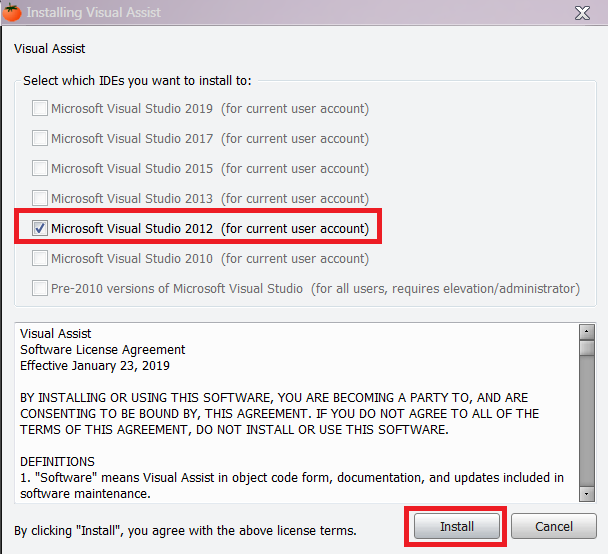 Installing Visual Assist
Visual Assist
Select which IDEs you want to install to:
Microsoft Visual Studio 2019 (for current user account)
Microsoft Visual Studio 2017 (for current user account)
Microsoft Visual Studio 2015 (for current user account)
Microsoft Visual Studio 2013 (for current user account)
Microsoft Visual Studio 2012 (for current user account)
Microsoft Visual Studio 2010 (for current user account)
Pre-2010 versions of Microsoft Visual Studio (for all users, requires elevation/administrator)
Visual Assist
Software License Agreement
Effective January 23, 2019
BY INSTALLING OR USING THIS SOFTWARE, YOU ARE BECOMING A PARTY TO, AND ARE
CONSENTING TO BE BOUND BY, THIS AGREEMENT. IF YOU DO NOT AGREE TO ALL OF THE
TERMS OF THIS AGREEMENT, DO NOT INSTALL OR USE THIS SOFTWARE.
DEFINITIONS
1. "Software" means Visual Assist in object code form, documentation, and updates included in
software maintenance.
By clicking "Install", you agree with the above license terms.
Install
Cancel